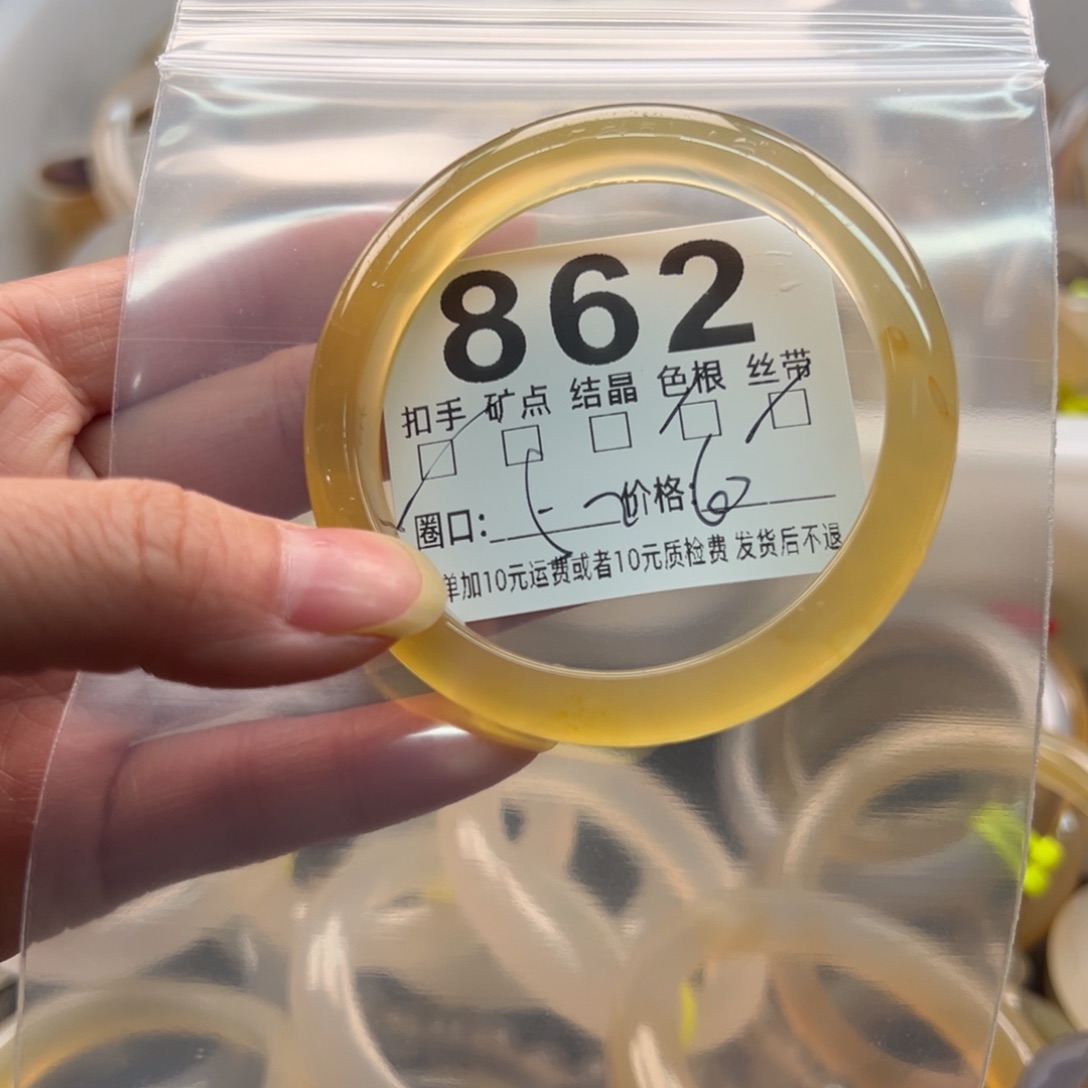 862
扣手 矿点 结晶 色根 丝带
圈口: 价格:
单加10元运费或者10元质检费 发货后不退